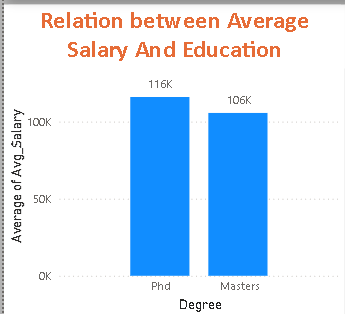 Relation between Average
Salary And Education
116K
106K
100K
50K
0K
Average of Avg_Salary
Phd
Masters
Degree